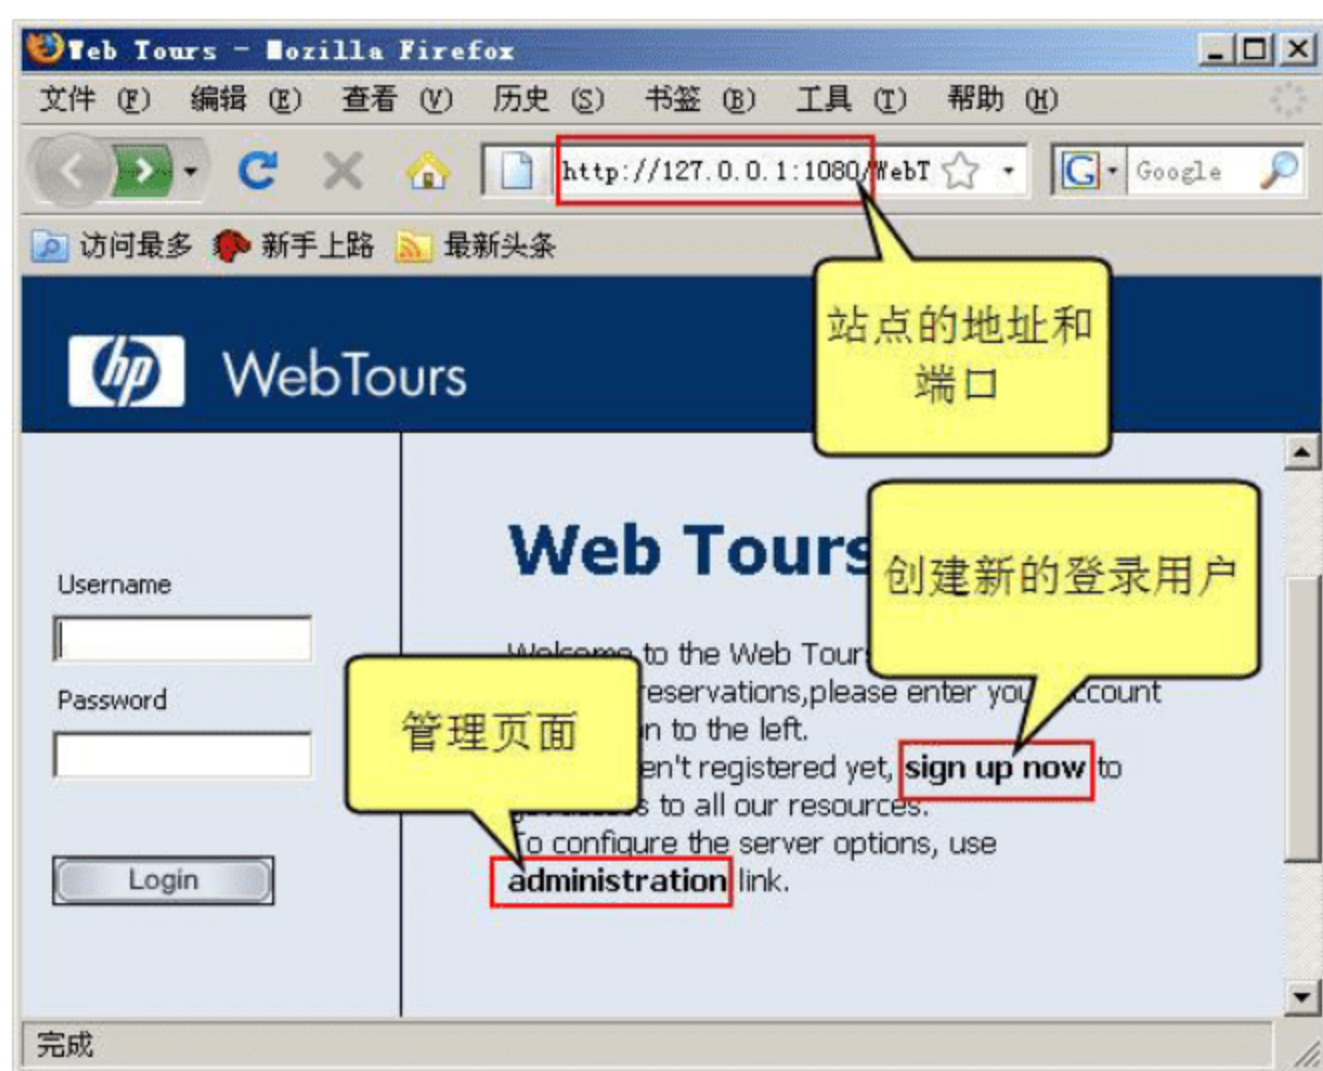 Web Tours - Mozilla Firefox
文件 (F) 编辑 (E) 查看 (V) 历史 (S) 书签 (B) 工具 (T) 帮助 (H)
http://127.0.0.1:1080/WebT
Google
访问最多 新手上路 最新头条
站点的地址和
端口
hp WebTours
Web Tours
创建新的登录用户
Username
Welcome to the Web Tour
Password
reservations,please enter your account
管理页面
n to the left.
en't registered yet, sign up now to
to all our resources.
To configure the server options, use
administration link.
Login
完成